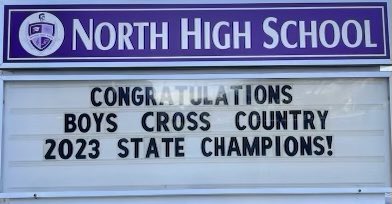 NORTH HIGH SCHOOL
CONGRATULATIONS
BOYS CROSS COUNTRY
2023 STATE CHAMPIONS!